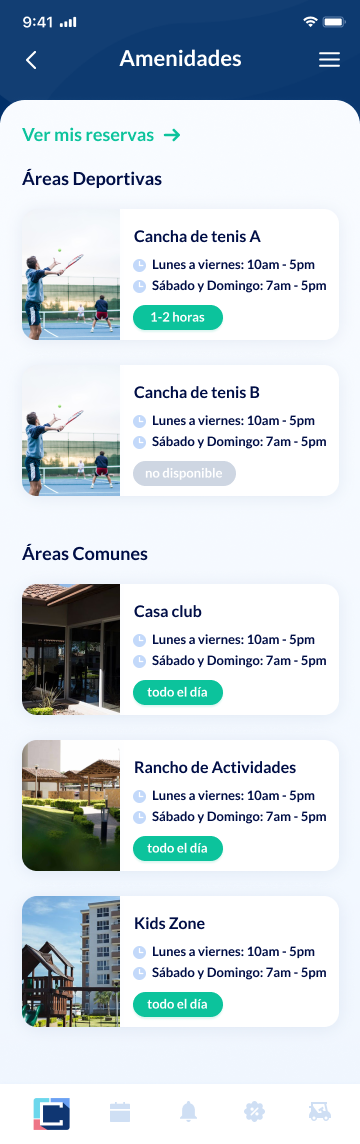 9:41
Amenidades
Ver mis reservas
Áreas Deportivas
Cancha de tenis A
Lunes a viernes: 10am - 5pm
Sábado y Domingo: 7am - 5pm
1-2 horas
Cancha de tenis B
Lunes a viernes: 10am - 5pm
Sábado y Domingo: 7am - 5pm
no disponible
Áreas Comunes
Casa club
Lunes a viernes: 10am - 5pm
Sábado y Domingo: 7am - 5pm
todo el día
Rancho de Actividades
Lunes a viernes: 10am - 5pm
Sábado y Domingo: 7am - 5pm
todo el día
Kids Zone
Lunes a viernes: 10am - 5pm
Sábado y Domingo: 7am - 5pm
todo el día